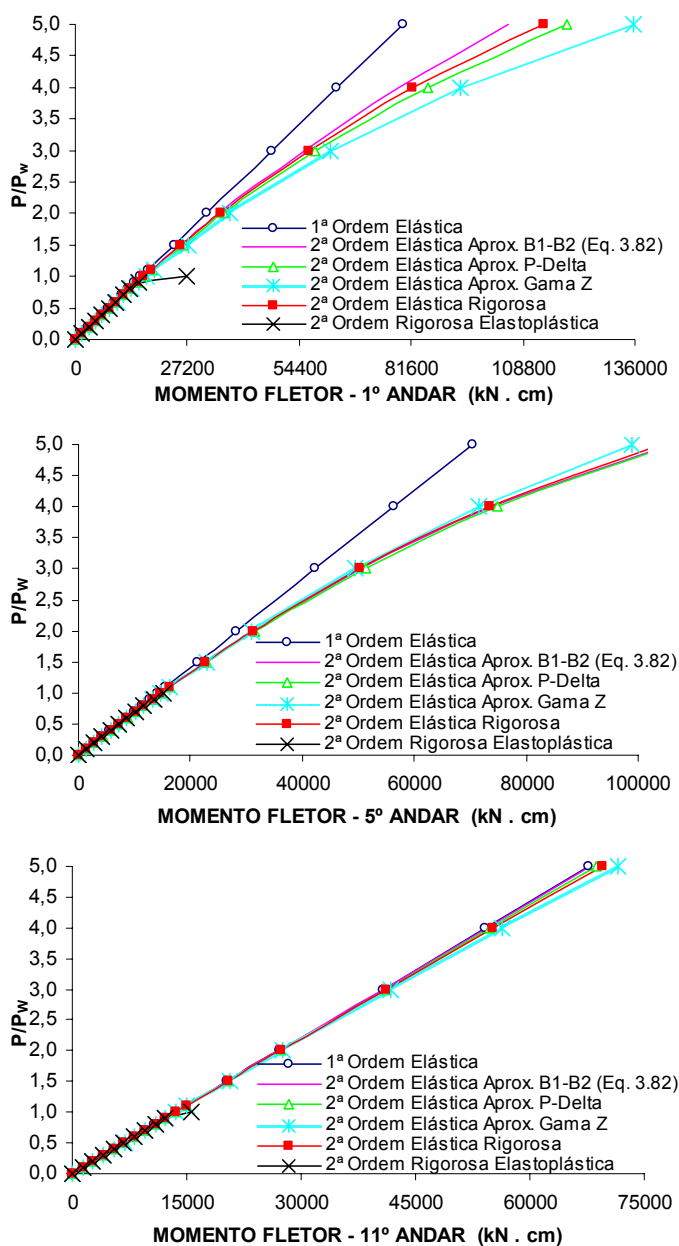 5,0
4,5
4,0
3,5
3,0
2,5
2,0
1,5
1,0
0,5
0,0
P/Pw
1ª Ordem Elástica
2ª Ordem Elástica Aprox. B1-B2 (Eq. 3.82)
2ª Ordem Elástica Aprox. P-Delta
2ª Ordem Elástica Aprox. Gama Z
2ª Ordem Elástica Rigorosa
2ª Ordem Rigorosa Elastoplástica
0 27200 54400 81600 108800 136000
MOMENTO FLETOR - 1º ANDAR (kN . cm)
5,0
4,5
4,0
3,5
3,0
2,5
2,0
1,5
1,0
0,5
0,0
P/Pw
1ª Ordem Elástica
2ª Ordem Elástica Aprox. B1-B2 (Eq. 3.82)
2ª Ordem Elástica Aprox. P-Delta
2ª Ordem Elástica Aprox. Gama Z
2ª Ordem Elástica Rigorosa
2ª Ordem Rigorosa Elastoplástica
0 20000 40000 60000 80000 100000
MOMENTO FLETOR - 5º ANDAR (kN . cm)
5,0
4,5
4,0
3,5
3,0
2,5
2,0
1,5
1,0
0,5
0,0
P/Pw
1ª Ordem Elástica
2ª Ordem Elástica Aprox. B1-B2 (Eq. 3.82)
2ª Ordem Elástica Aprox. P-Delta
2ª Ordem Elástica Aprox. Gama Z
2ª Ordem Elástica Rigorosa
2ª Ordem Rigorosa Elastoplástica
0 15000 30000 45000 60000 75000
MOMENTO FLETOR - 11º ANDAR (kN . cm)